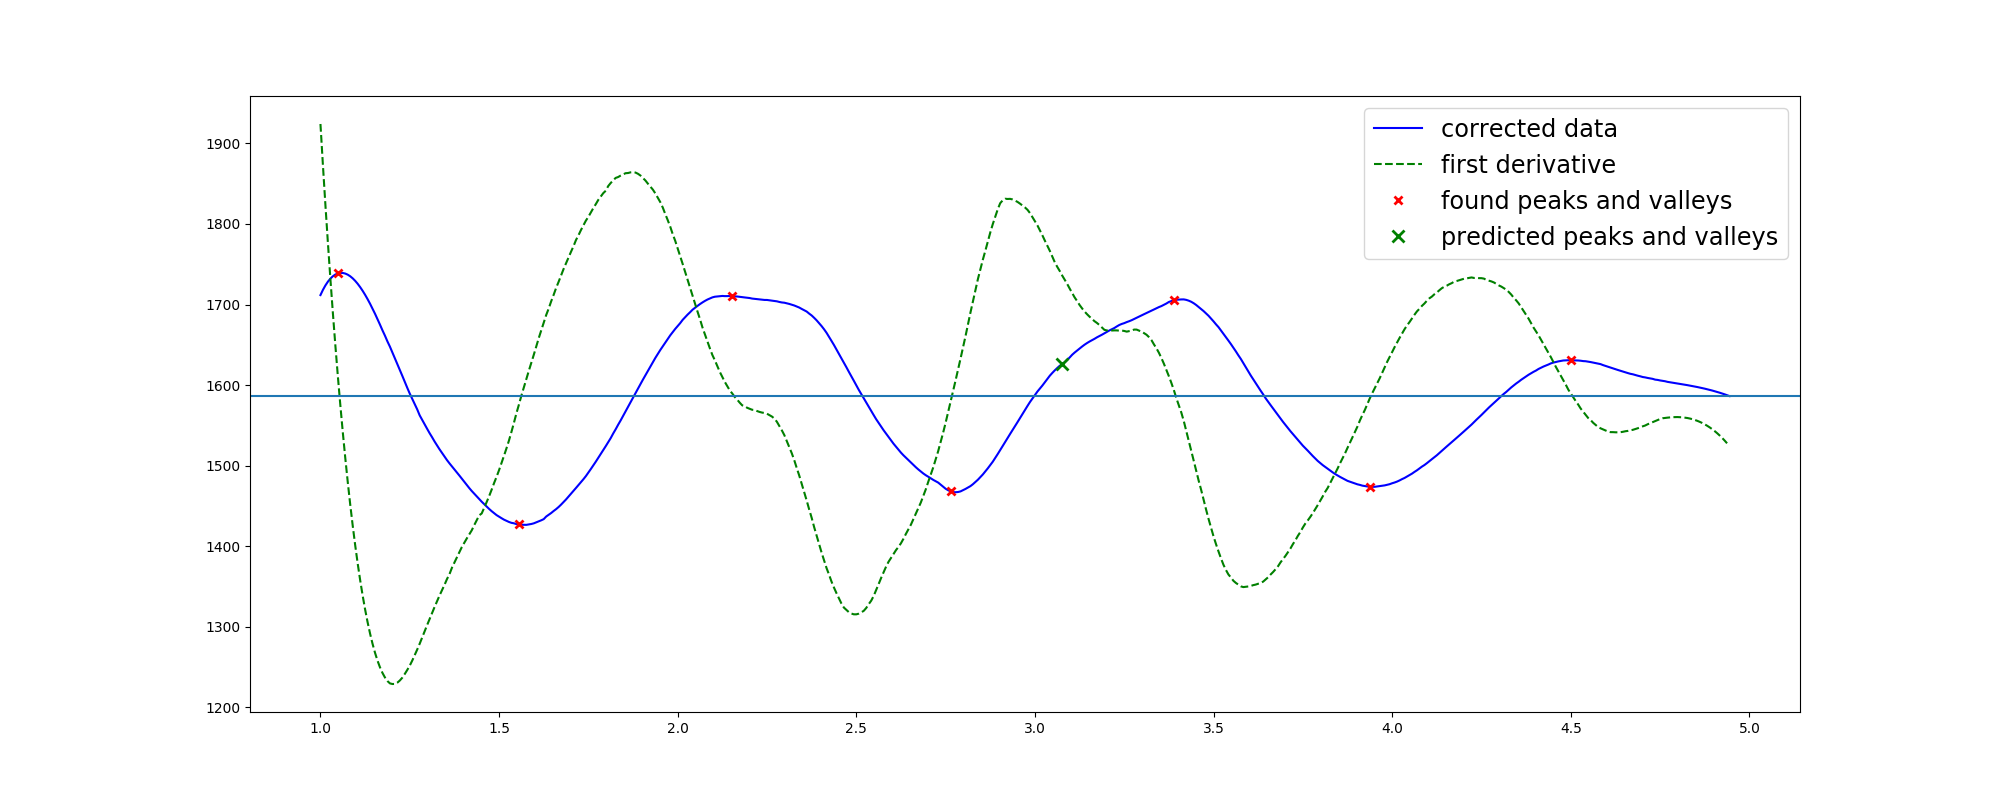 corrected data
first derivative
found peaks and valleys
predicted peaks and valleys
1900
1800
1700
1600
1500
1400
1300
1200
1.0 1.5 2.0 2.5 3.0 3.5 4.0 4.5 5.0